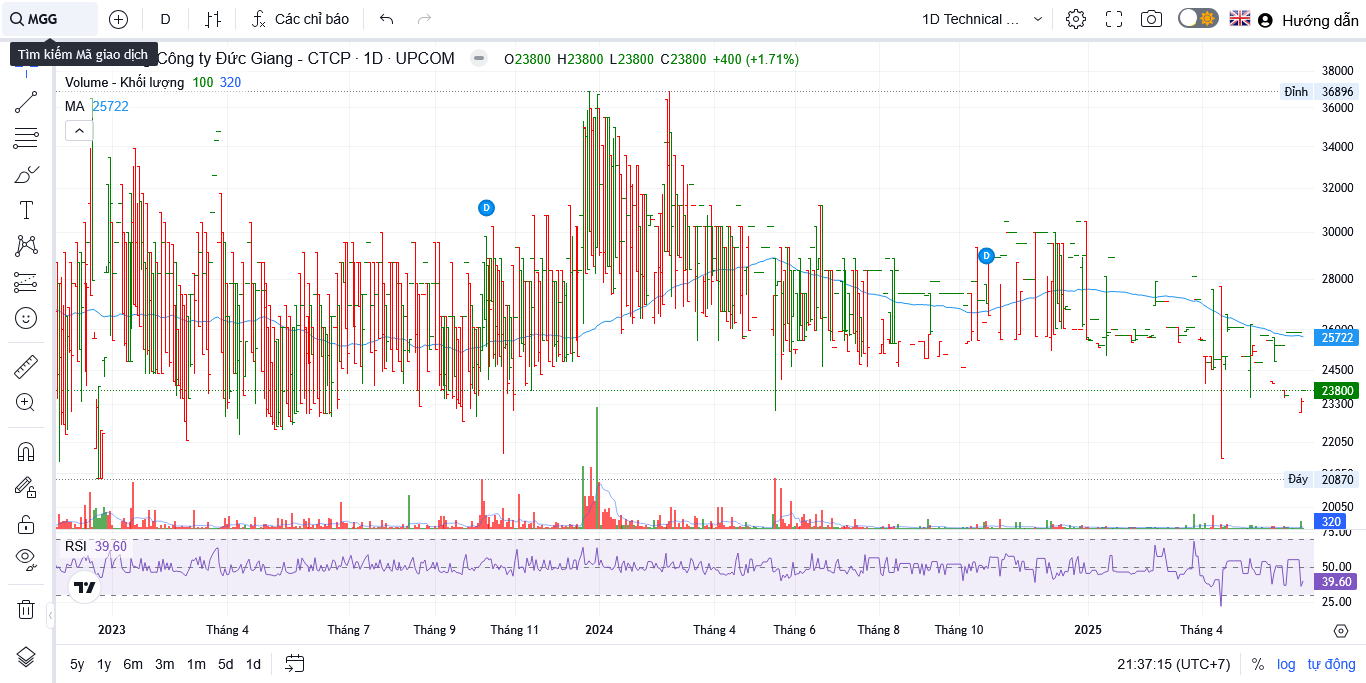 MGG
D
Các chỉ báo
1D Technical ...
Hướng dẫn
Tìm kiếm Mã giao dịch
Công ty Đức Giang - CTCP · 1D · UPCOM
O23800 H23800 L23800 C23800 +400 (+1.71%)
Volume - Khối lượng 100 320
MA 25722
D
D
38000
Đỉnh 36896
36000
34000
32000
30000
28000
25722
24500
23800
23300
22050
Đáy 20870
20050
320
75.00
RSI 39.60
50.00
39.60
25.00
2023 Tháng 4 Tháng 7 Tháng 9 Tháng 11 2024 Tháng 4 Tháng 6 Tháng 8 Tháng 10 2025 Tháng 4
5y 1y 6m 3m 1m 5d 1d
21:37:15 (UTC+7) % log tự động